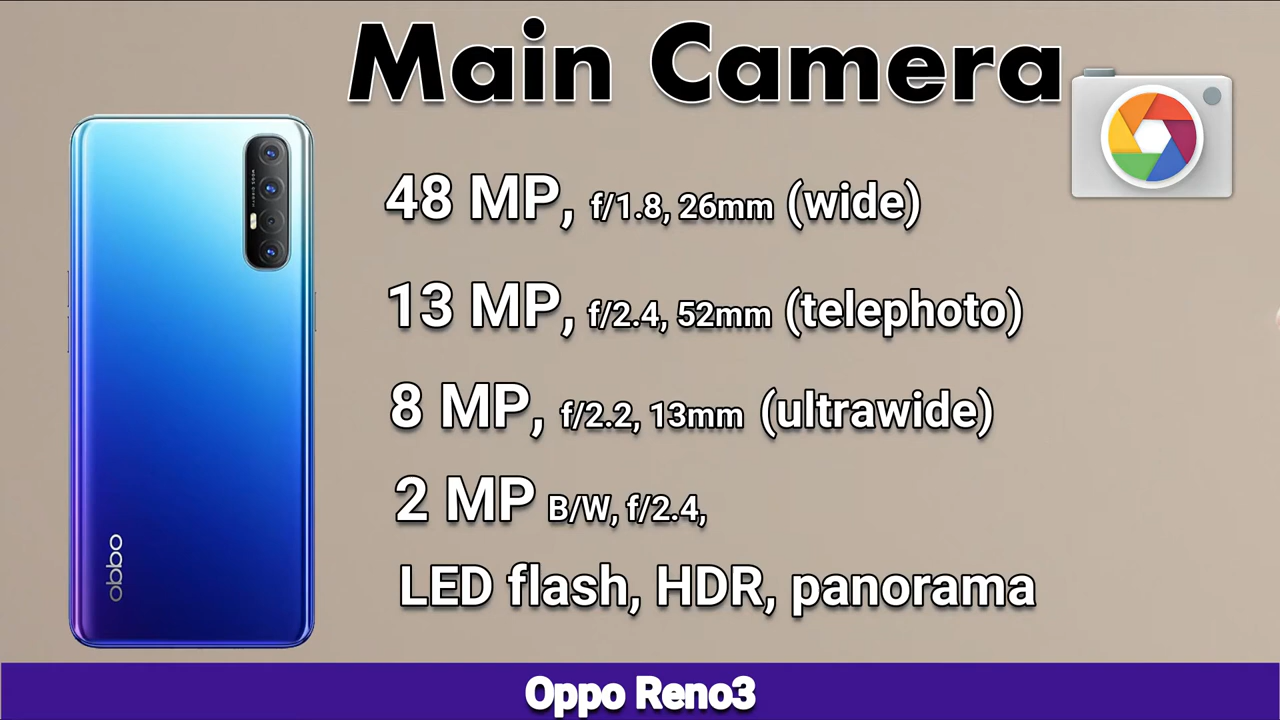 Main Camera
48 MP, f/1.8, 26mm (wide)
13 MP, f/2.4, 52mm (telephoto)
8 MP, f/2.2, 13mm (ultrawide)
2 MP B/W, f/2.4,
LED flash, HDR, panorama
oppo
Oppo Reno3